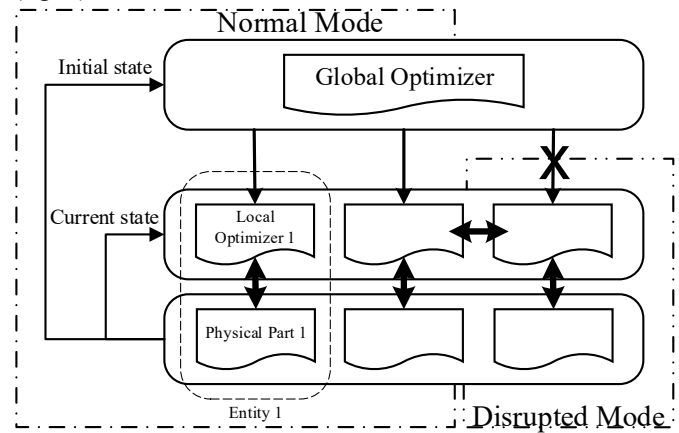 Normal Mode
Initial state
Global Optimizer
X
Current state
Local
Optimizer 1
Physical Part 1
Entity 1
Disrupted Mode